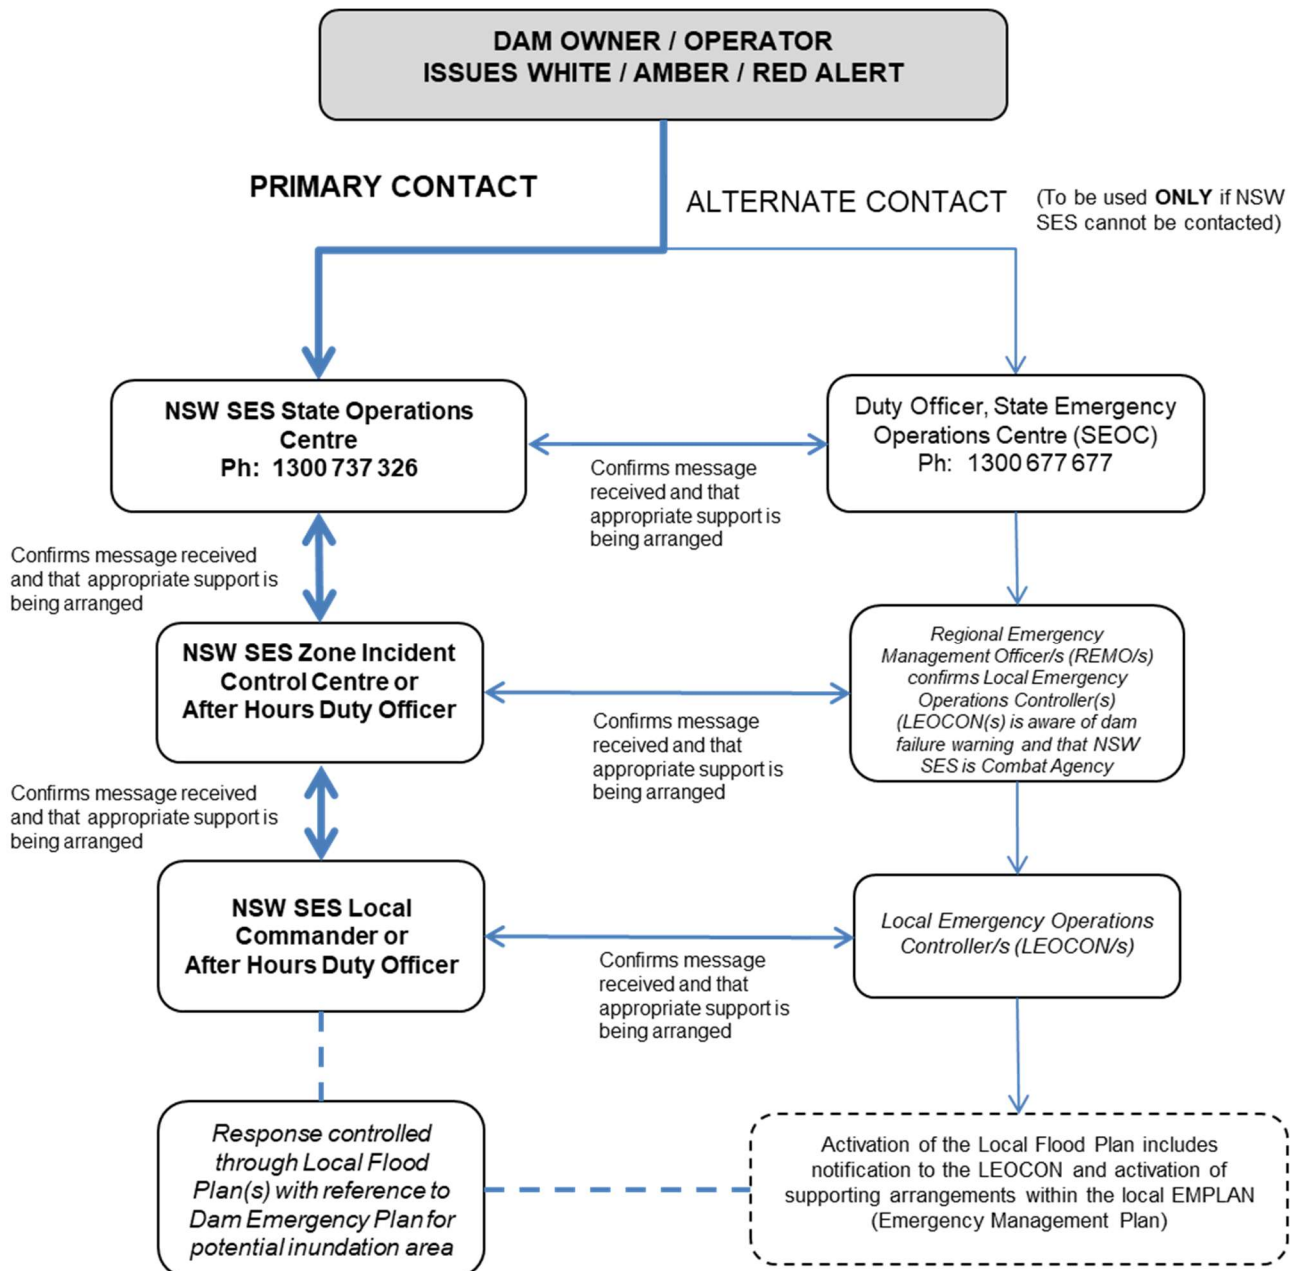 DAM OWNER / OPERATOR
ISSUES WHITE / AMBER / RED ALERT
PRIMARY CONTACT
ALTERNATE CONTACT
(To be used ONLY if NSW
SES cannot be contacted)
NSW SES State Operations
Centre
Ph: 1300 737 326
Duty Officer, State Emergency
Operations Centre (SEOC)
Ph: 1300 677 677
Confirms message
received and that
appropriate support is
being arranged
Confirms message received
and that appropriate support is
being arranged
NSW SES Zone Incident
Control Centre or
After Hours Duty Officer
Regional Emergency
Management Officer/s (REMO/s)
confirms Local Emergency
Operations Controller(s)
(LEOCON(s) is aware of dam
failure warning and that NSW
SES is Combat Agency
Confirms message
received and that
appropriate support is
being arranged
Confirms message received
and that appropriate support is
being arranged
NSW SES Local
Commander or
After Hours Duty Officer
Local Emergency Operations
Controller/s (LEOCON/s)
Confirms message
received and that
appropriate support is
being arranged
Response controlled
through Local Flood
Plan(s) with reference to
Dam Emergency Plan for
potential inundation area
Activation of the Local Flood Plan includes
notification to the LEOCON and activation of
supporting arrangements within the local EMPLAN
(Emergency Management Plan)